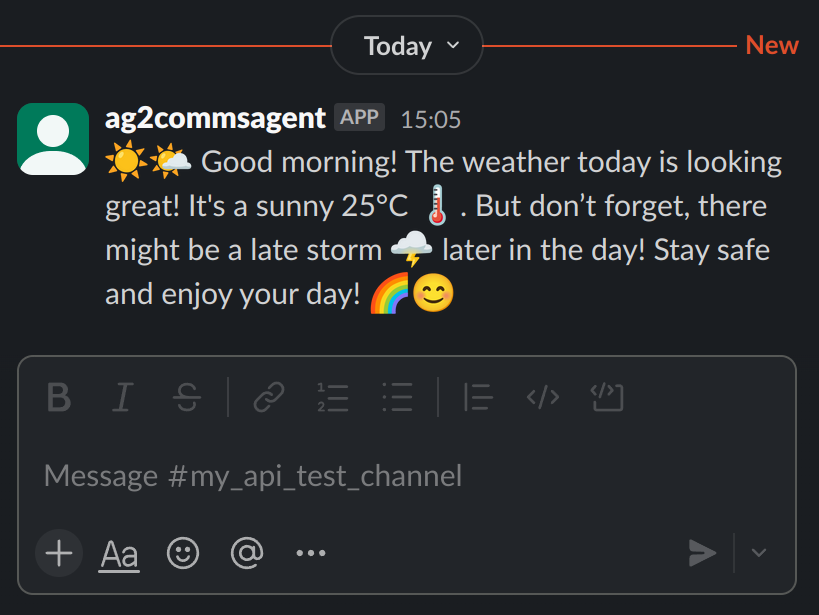 Today
New
ag2commsagent APP 15:05
☀️🌤️ Good morning! The weather today is looking
great! It's a sunny 25°C 🌡️ . But don’t forget, there
might be a late storm 🌩️ later in the day! Stay safe
and enjoy your day! 🌈😊
Message #my_api_test_channel
Aa